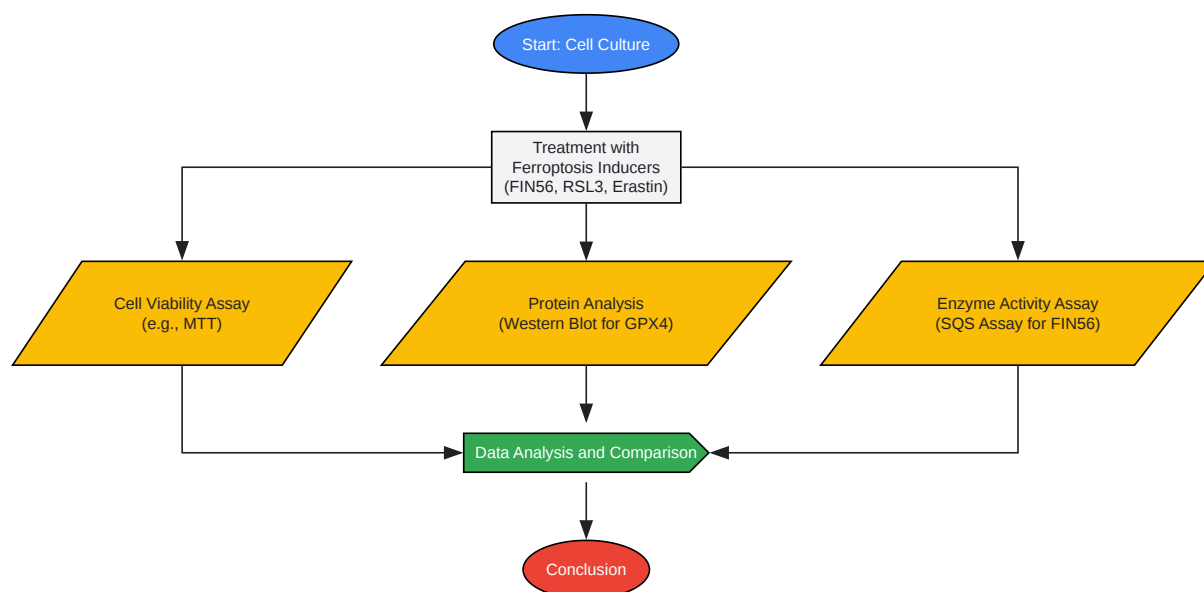 Start: Cell Culture
Treatment with
Ferroptosis Inducers
(FIN56, RSL3, Erastin)
Cell Viability Assay
(e.g., MTT)
Protein Analysis
(Western Blot for GPX4)
Enzyme Activity Assay
(SQS Assay for FIN56)
Data Analysis and Comparison
Conclusion